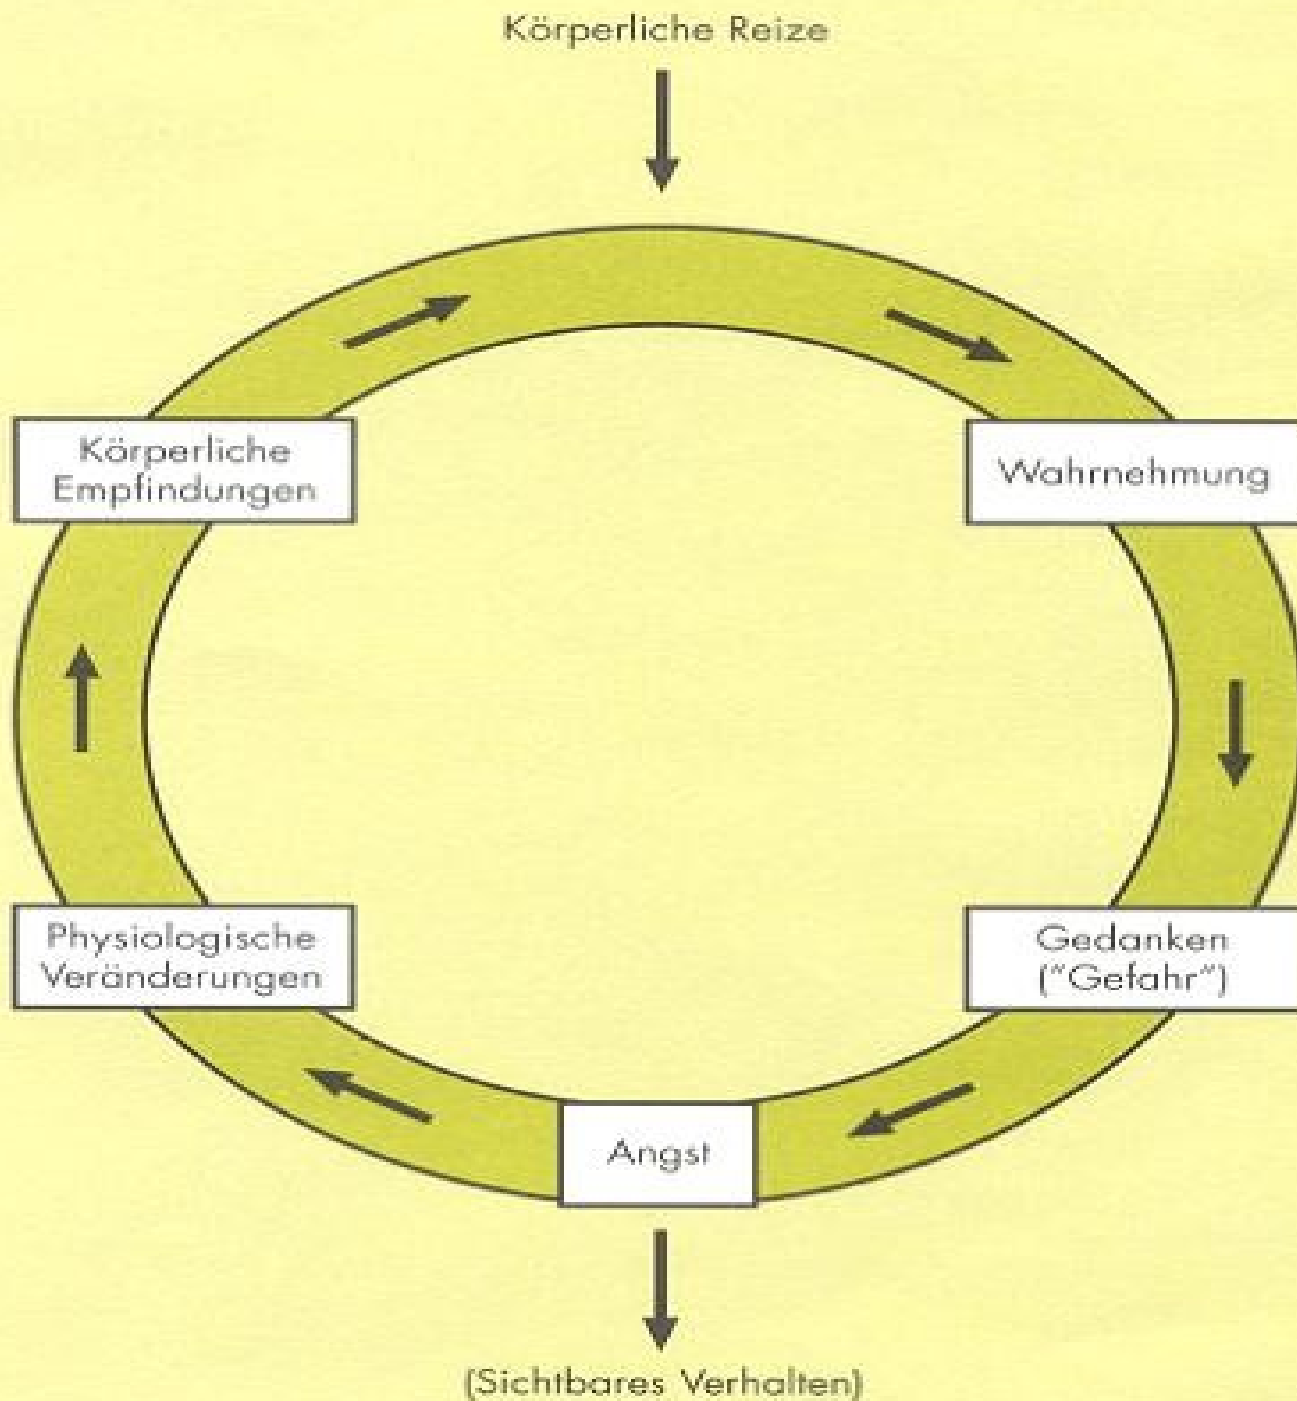 Körperliche Reize
Körperliche
Empfindungen
Wahrnehmung
Physiologische
Veränderungen
Gedanken
("Gefahr")
Angst
(Sichtbares Verhalten)